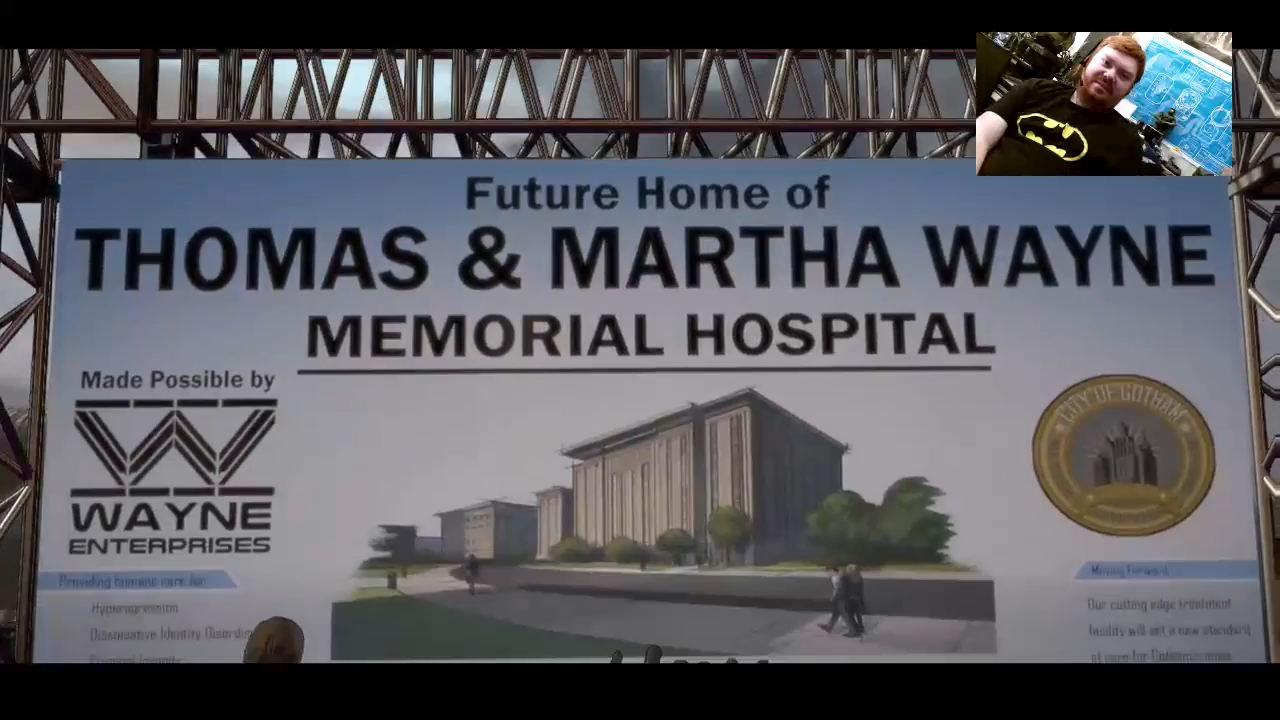 Future Home of
THOMAS & MARTHA WAYNE
MEMORIAL HOSPITAL
Made Possible by
WAYNE
ENTERPRISES
CITY OF GOTHAM
Providing humane care for
Hyperagression
Dissociative Identity
Moving Forward
Our cutting edge treatment
facility will set a new standard
of care for